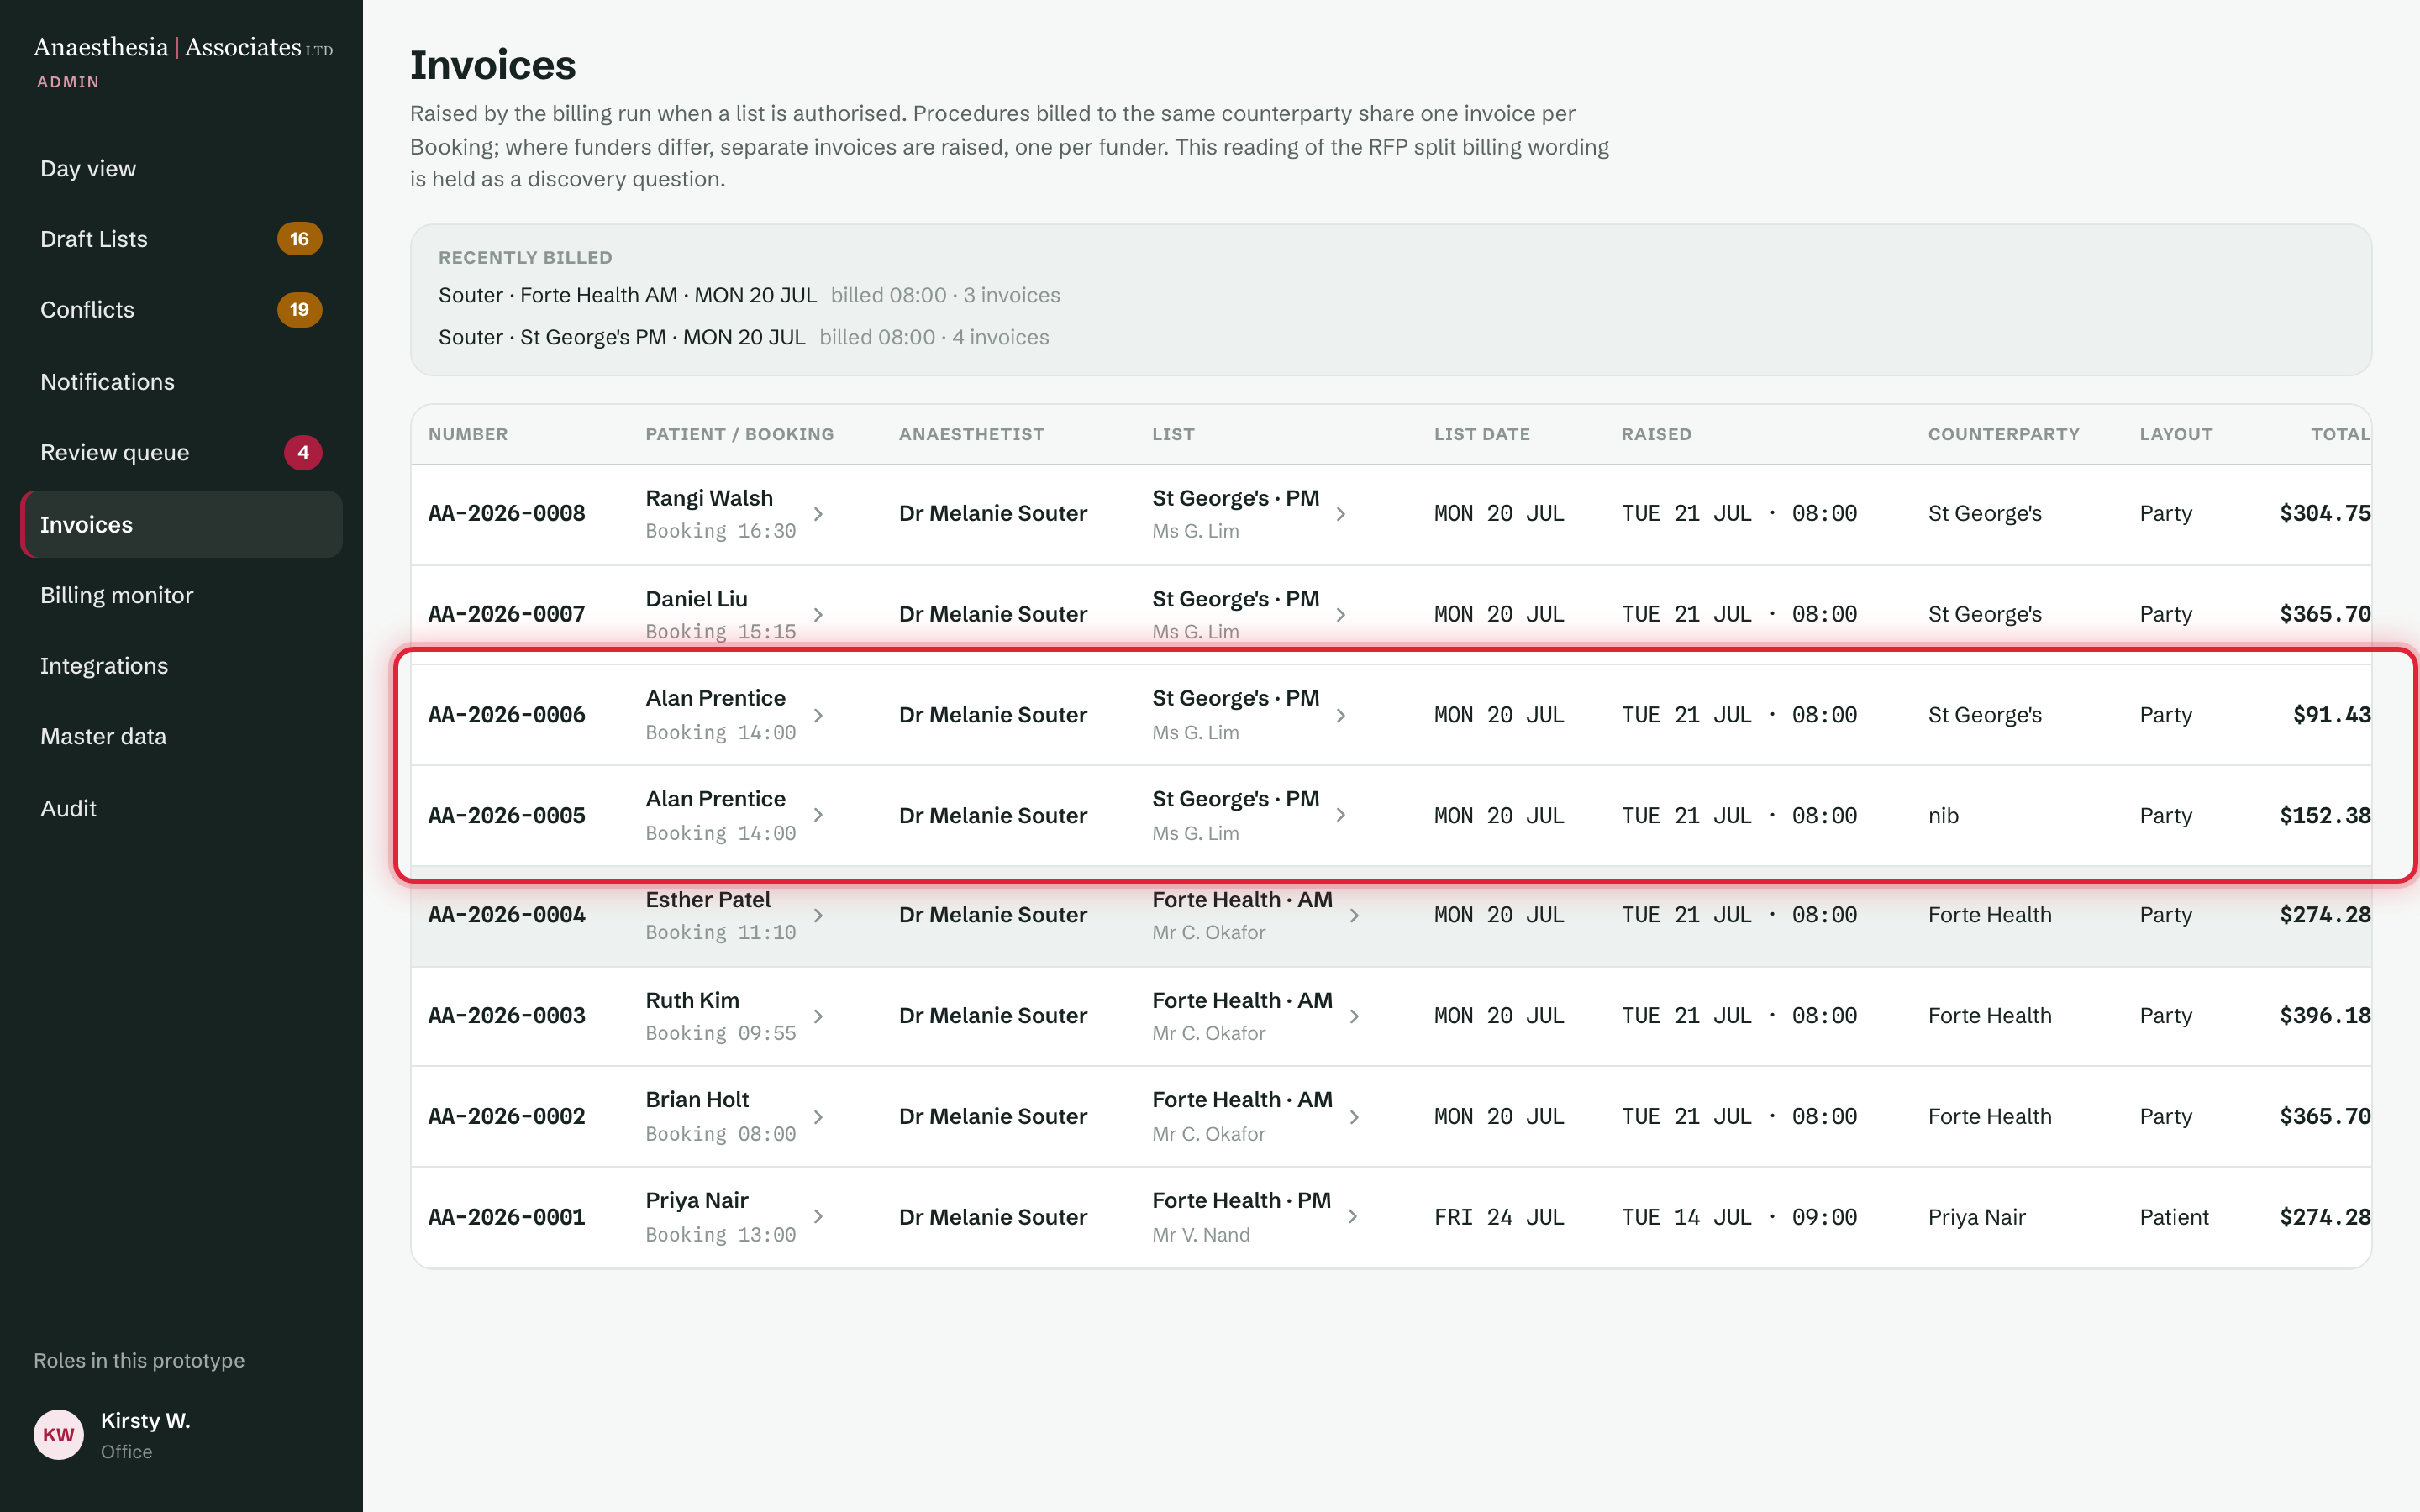 Anaesthesia | Associates LTD
ADMIN
Day view
Draft Lists 16
Conflicts 19
Notifications
Review queue 4
Invoices
Billing monitor
Integrations
Master data
Audit
Roles in this prototype
KW
Kirsty W.
Office
Invoices
Raised by the billing run when a list is authorised. Procedures billed to the same counterparty share one invoice per
Booking; where funders differ, separate invoices are raised, one per funder. This reading of the RFP split billing wording
is held as a discovery question.
RECENTLY BILLED
Souter · Forte Health AM · MON 20 JUL billed 08:00 · 3 invoices
Souter · St George's PM · MON 20 JUL billed 08:00 · 4 invoices
NUMBER PATIENT / BOOKING ANAESTHETIST LIST LIST DATE RAISED COUNTERPARTY LAYOUT TOTAL
AA-2026-0008 Rangi Walsh Dr Melanie Souter St George's · PM MON 20 JUL TUE 21 JUL · 08:00 St George's Party $304.75
Booking 16:30 Ms G. Lim
AA-2026-0007 Daniel Liu Dr Melanie Souter St George's · PM MON 20 JUL TUE 21 JUL · 08:00 St George's Party $365.70
Booking 15:15 Ms G. Lim
AA-2026-0006 Alan Prentice Dr Melanie Souter St George's · PM MON 20 JUL TUE 21 JUL · 08:00 St George's Party $91.43
Booking 14:00 Ms G. Lim
AA-2026-0005 Alan Prentice Dr Melanie Souter St George's · PM MON 20 JUL TUE 21 JUL · 08:00 nib Party $152.38
Booking 14:00 Ms G. Lim
AA-2026-0004 Esther Patel Dr Melanie Souter Forte Health · AM MON 20 JUL TUE 21 JUL · 08:00 Forte Health Party $274.28
Booking 11:10 Mr C. Okafor
AA-2026-0003 Ruth Kim Dr Melanie Souter Forte Health · AM MON 20 JUL TUE 21 JUL · 08:00 Forte Health Party $396.18
Booking 09:55 Mr C. Okafor
AA-2026-0002 Brian Holt Dr Melanie Souter Forte Health · AM MON 20 JUL TUE 21 JUL · 08:00 Forte Health Party $365.70
Booking 08:00 Mr C. Okafor
AA-2026-0001 Priya Nair Dr Melanie Souter Forte Health · PM FRI 24 JUL TUE 14 JUL · 09:00 Priya Nair Patient $274.28
Booking 13:00 Mr V. Nand